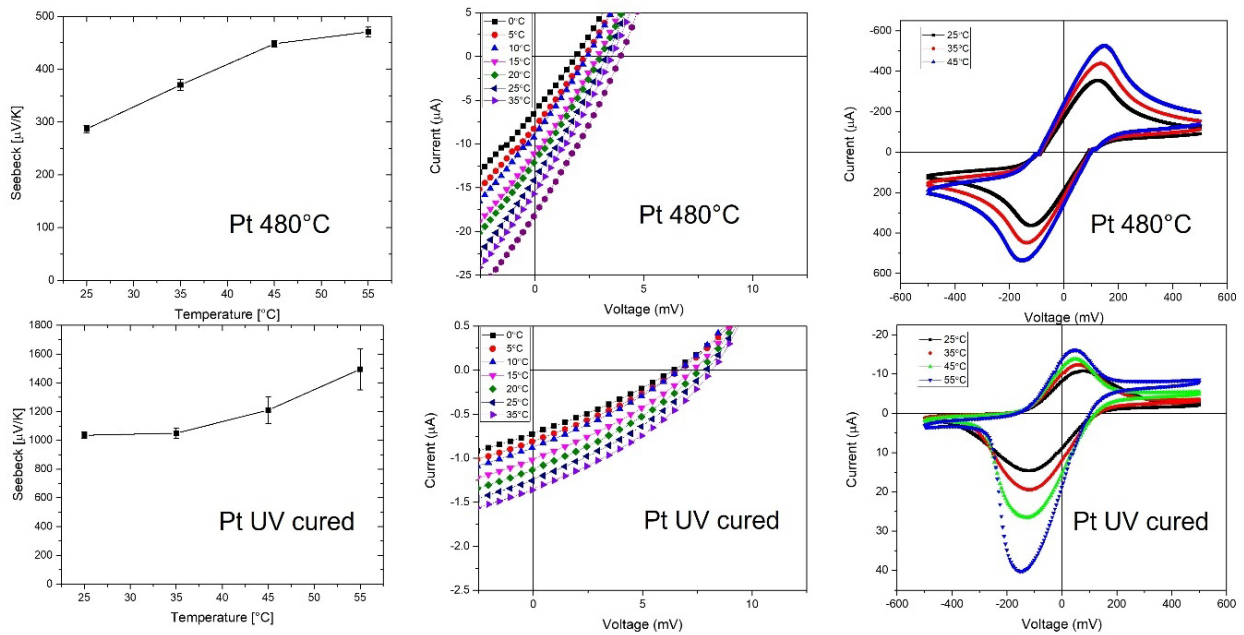 500
400
300
200
100
0
Seebeck [µV/K]
25 30 35 40 45 50 55
Temperature [°C]
Pt 480°C
5
0
-5
-10
-15
-20
-25
Current (µA)
0°C
5°C
10°C
15°C
20°C
25°C
35°C
0 5 10
Voltage (mV)
-600
-400
-200
0
200
400
600
Current (µA)
25°C
35°C
45°C
Pt 480°C
-600 -400 -200 0 200 400 600
Voltage (mV)
Pt 480°C
1800
1600
1400
1200
1000
800
600
400
200
0
Seebeck [µV/K]
25 30 35 40 45 50 55
Temperature [°C]
Pt UV cured
0.5
0.0
-0.5
-1.0
-1.5
-2.0
-2.5
Current (µA)
0°C
5°C
10°C
15°C
20°C
25°C
35°C
Pt UV cured
0 5 10
Voltage (mV)
-20
-10
0
10
20
30
40
Current (µA)
25°C
35°C
45°C
55°C
Pt UV cured
-600 -400 -200 0 200 400 600
Voltage (mV)